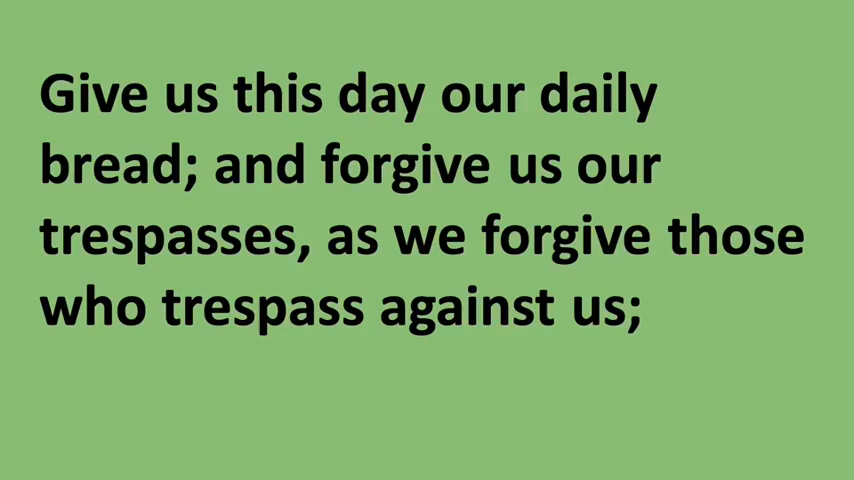 Give us this day our daily
bread; and forgive us our
trespasses, as we forgive those
who trespass against us;